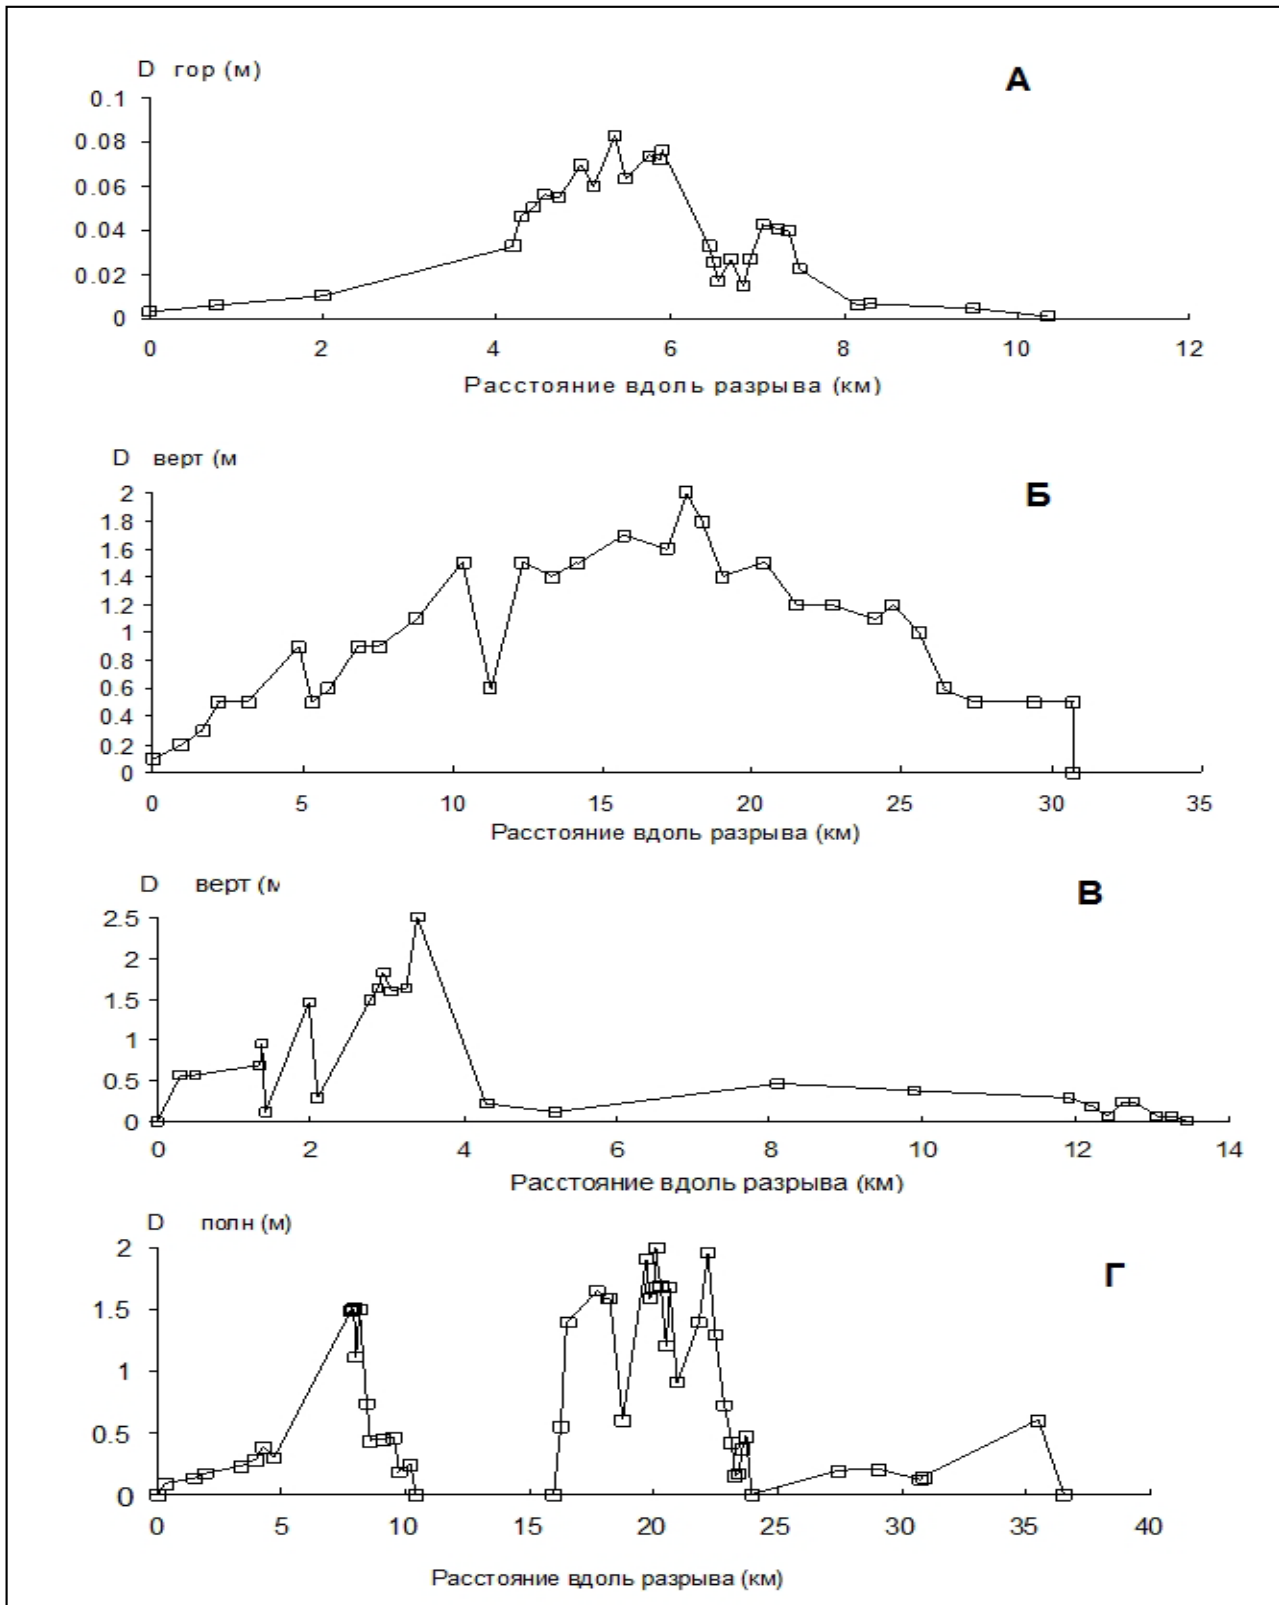 D гор (м)
А
0.1
0.08
0.06
0.04
0.02
0
0 2 4 6 8 10 12
Расстояние вдоль разрыва (км)
D верт (м
Б
2
1.8
1.6
1.4
1.2
1
0.8
0.6
0.4
0.2
0
0 5 10 15 20 25 30 35
Расстояние вдоль разрыва (км)
D верт (м
В
2.5
2
1.5
1
0.5
0
0 2 4 6 8 10 12 14
Расстояние вдоль разрыва (км)
D полн (м)
Г
2
1.5
1
0.5
0
0 5 10 15 20 25 30 35 40
Расстояние вдоль разрыва (км)